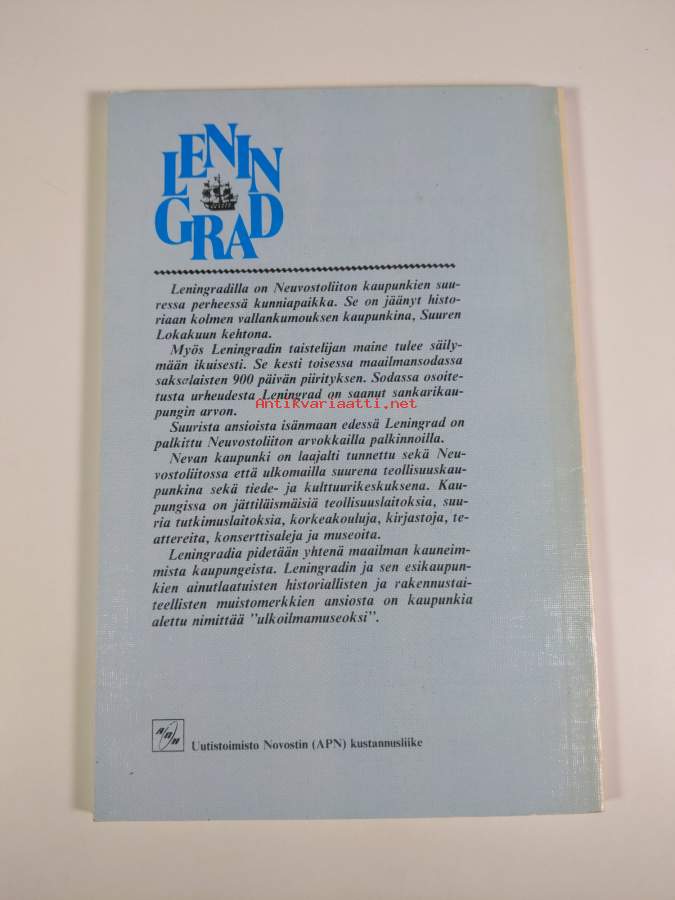 LENIN
GRAD
Leningradilla on Neuvostoliiton kaupunkien suu-
ressa perheessä kunniapaikka. Se on jäänyt histo-
riaan kolmen vallankumouksen kaupunkina, Suuren
Lokakuun kehtona.
Myös Leningradin taistelijan maine tulee säily-
mään ikuisesti. Se kesti toisessa maailmansodassa
saksalaisten 900 päivän piirityksen. Sodassa osoite-
tusta urheudesta Leningrad on saanut sankarikau-
Antikvariaatti.net
pungin arvon.
Suurista ansioista isänmaan edessä Leningrad on
palkittu Neuvostoliiton arvokkailla palkinnoilla.
Nevan kaupunki on laajalti tunnettu sekä Neu-
vostoliitossa että ulkomailla suurena teollisuuskau-
punkina sekä tiede- ja kulttuurikeskuksena. Kau-
pungissa on jättiläismäisiä teollisuuslaitoksia, suu-
ria tutkimuslaitoksia, korkeakouluja, kirjastoja, te-
attereita, konserttisaleja ja museoita.
Leningradia pidetään yhtenä maailman kauneim-
mista kaupungeista. Leningradin ja sen esikaupun-
kien ainutlaatuisten historiallisten ja rakennustai-
teellisten muistomerkkien ansiosta on kaupunkia
alettu nimittää "ulkoilmamuseoksi".
Uutistoimisto Novostin (APN) kustannusliike